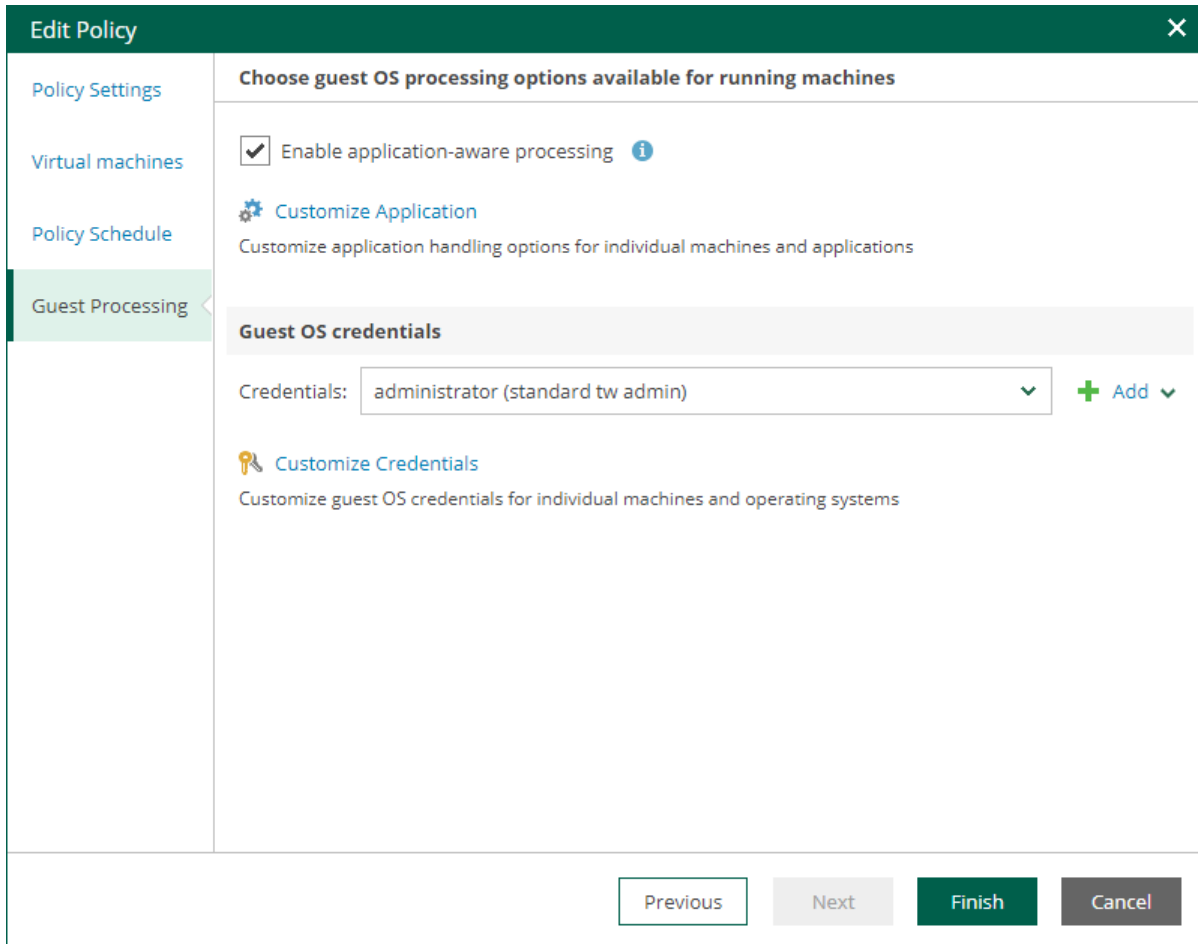 Edit Policy
Policy Settings
Virtual machines
Policy Schedule
Guest Processing
Choose guest OS processing options available for running machines
Enable application-aware processing
Customize Application
Customize application handling options for individual machines and applications
Guest OS credentials
Credentials: administrator (standard tw admin) Add
Customize Credentials
Customize guest OS credentials for individual machines and operating systems
Previous Next Finish Cancel